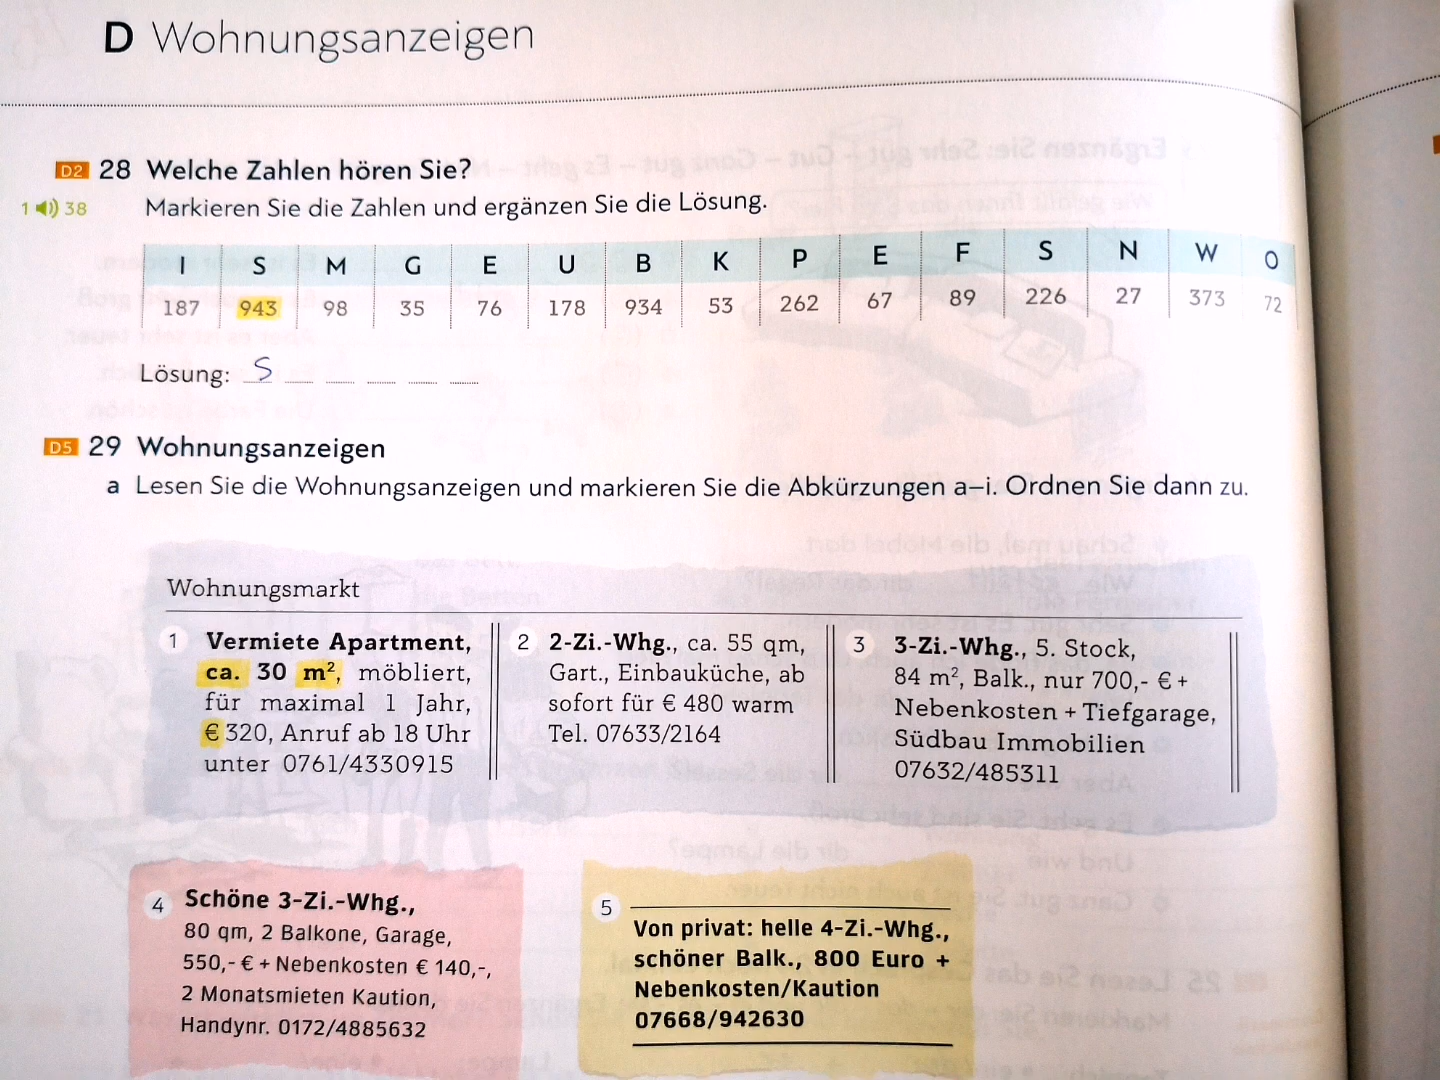 D Wohnungsanzeigen
D2 28 Welche Zahlen hören Sie?
1 38 Markieren Sie die Zahlen und ergänzen Sie die Lösung.
I S M G E U B K P E F S N W O
187 943 98 35 76 178 934 53 262 67 89 226 27 373 72
Lösung: S
D5 29 Wohnungsanzeigen
a Lesen Sie die Wohnungsanzeigen und markieren Sie die Abkürzungen a–i. Ordnen Sie dann zu.
Wohnungsmarkt
1 Vermiete Apartment,
ca. 30 m², möbliert,
für maximal 1 Jahr,
€ 320, Anruf ab 18 Uhr
unter 0761/4330915
2 2-Zi.-Whg., ca. 55 qm,
Gart., Einbauküche, ab
sofort für € 480 warm
Tel. 07633/2164
3 3-Zi.-Whg., 5. Stock,
84 m², Balk., nur 700,- € +
Nebenkosten + Tiefgarage,
Südbau Immobilien
07632/485311
4 Schöne 3-Zi.-Whg.,
80 qm, 2 Balkone, Garage,
550,- € + Nebenkosten € 140,-,
2 Monatsmieten Kaution,
Handynr. 0172/4885632
5 Von privat: helle 4-Zi.-Whg.,
schöner Balk., 800 Euro +
Nebenkosten/Kaution
07668/942630